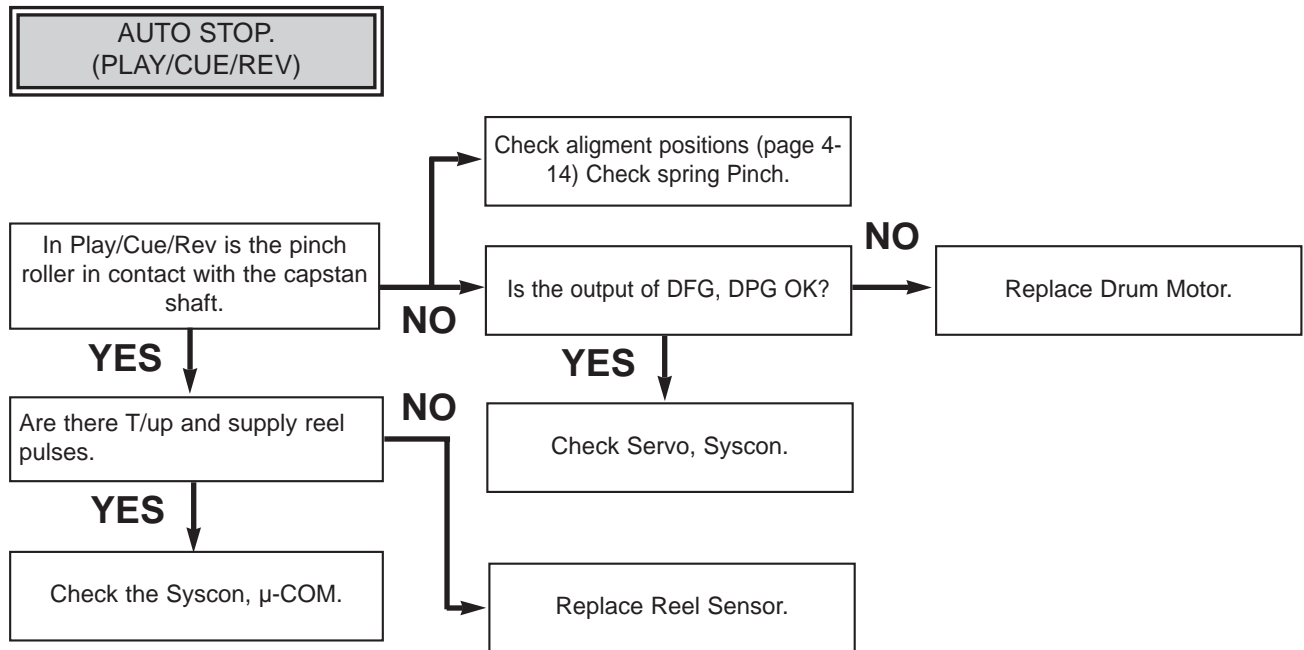 AUTO STOP.
(PLAY/CUE/REV)
Check aligment positions (page 4-
14) Check spring Pinch.
In Play/Cue/Rev is the pinch
roller in contact with the capstan
shaft.
NO
Is the output of DFG, DPG OK?
NO
Replace Drum Motor.
YES
YES
Are there T/up and supply reel
pulses.
NO
Check Servo, Syscon.
YES
Check the Syscon, µ-COM.
Replace Reel Sensor.